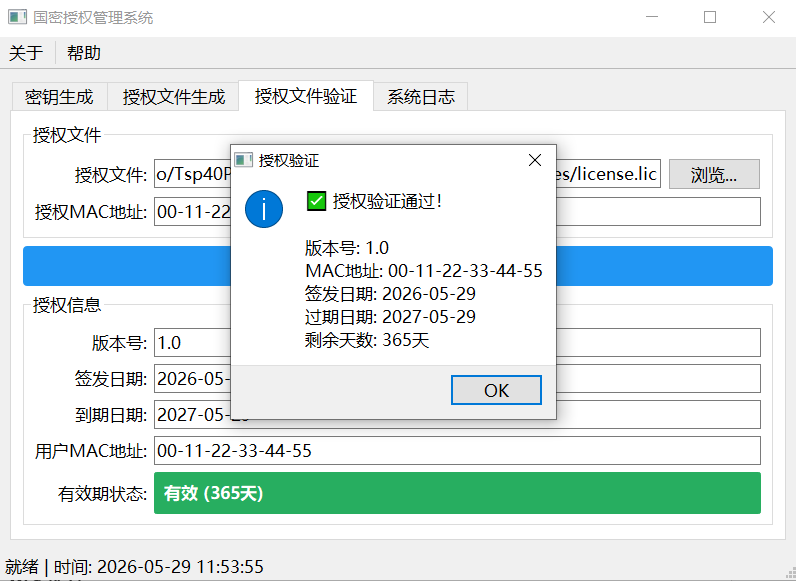 国密授权管理系统
关于 帮助
密钥生成 授权文件生成 授权文件验证 系统日志
授权文件
授权文件: o/Tsp40 es/license.lic 浏览...
授权MAC地址: 00-11-22
授权验证
授权验证通过!
版本号: 1.0
MAC地址: 00-11-22-33-44-55
签发日期: 2026-05-29
过期日期: 2027-05-29
剩余天数: 365天
OK
授权信息
版本号: 1.0
签发日期: 2026-05-
到期日期: 2027-05-
用户MAC地址: 00-11-22-33-44-55
有效期状态: 有效 (365天)
就绪 | 时间: 2026-05-29 11:53:55